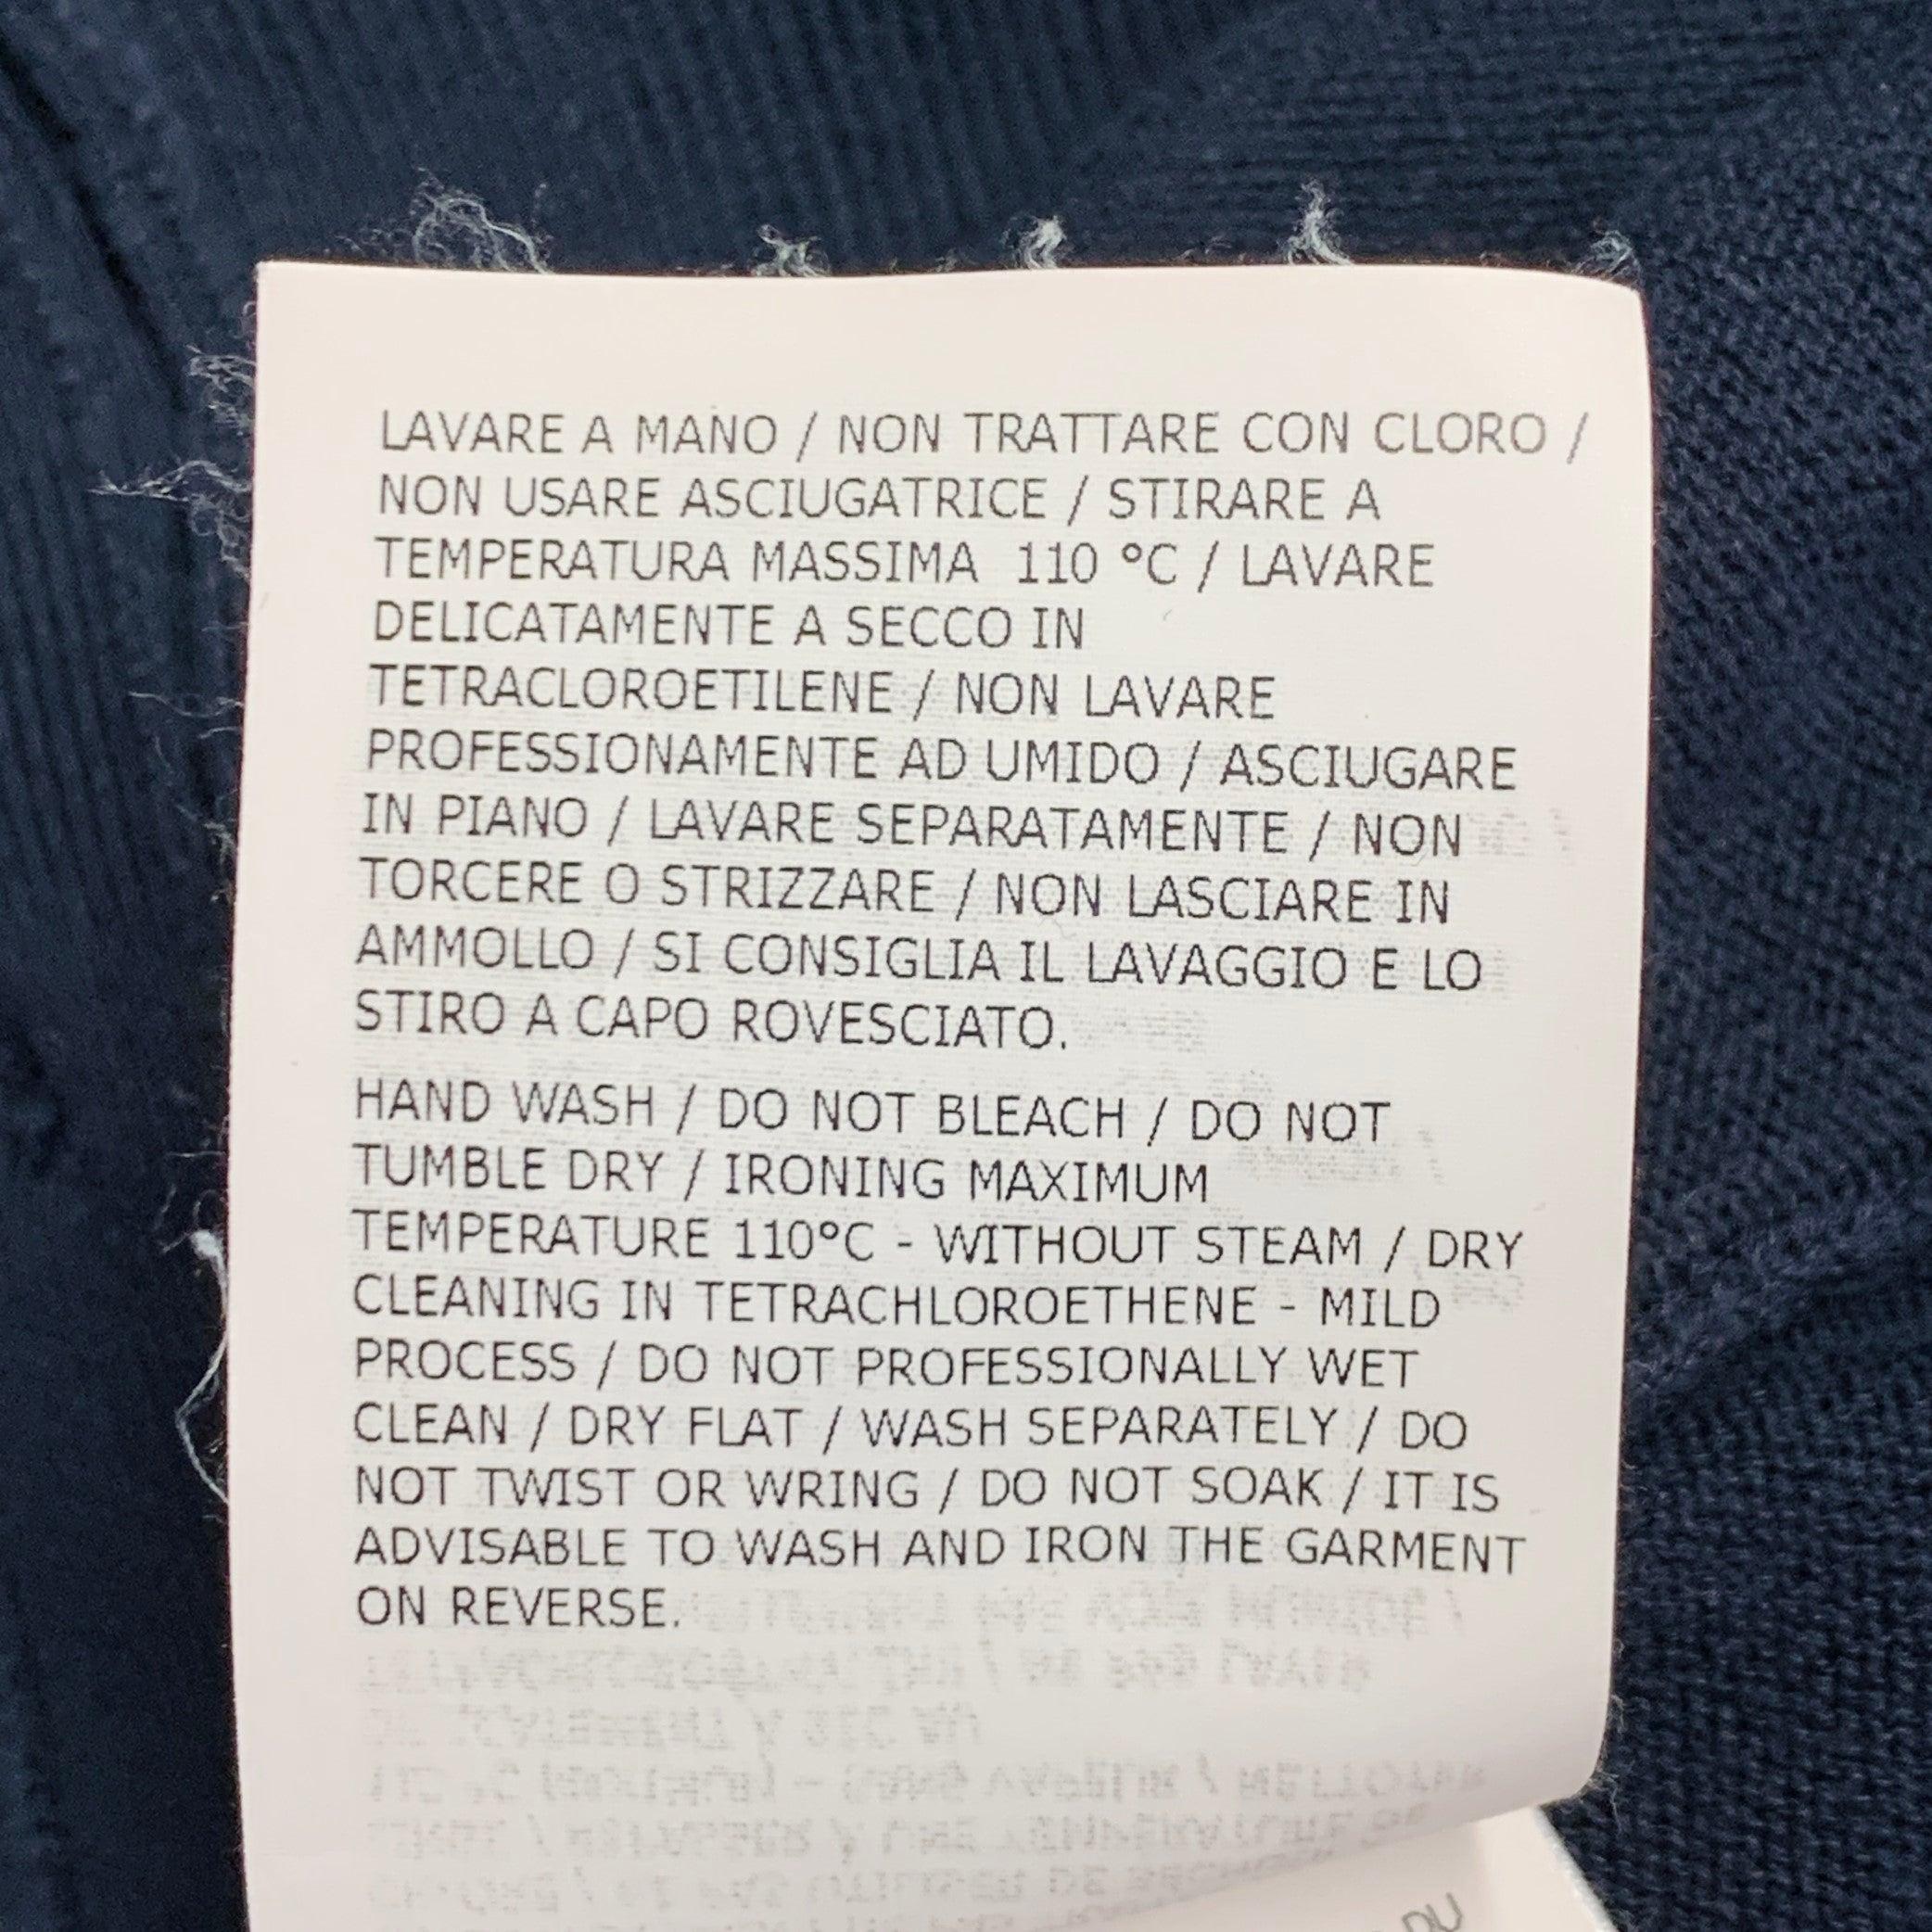 LAVARE A MANO / NON TRATTARE CON CLORO /
NON USARE ASCIUGATRICE / STIRARE A
TEMPERATURA MASSIMA 110 °C / LAVARE
DELICATAMENTE A SECCO IN
TETRACLOROETILENE / NON LAVARE
PROFESSIONAMENTE AD UMIDO / ASCIUGARE
IN PIANO / LAVARE SEPARATAMENTE / NON
TORCERE O STRIZZARE / NON LASCIARE IN
AMMOLLO / SI CONSIGLIA IL LAVAGGIO E LO
STIRO A CAPO ROVESCIATO.
HAND WASH / DO NOT BLEACH / DO NOT
TUMBLE DRY / IRONING MAXIMUM
TEMPERATURE 110°C - WITHOUT STEAM / DRY
CLEANING IN TETRACHLOROETHENE - MILD
PROCESS / DO NOT PROFESSIONALLY WET
CLEAN / DRY FLAT / WASH SEPARATELY / DO
NOT TWIST OR WRING / DO NOT SOAK / IT IS
ADVISABLE TO WASH AND IRON THE GARMENT
ON REVERSE.